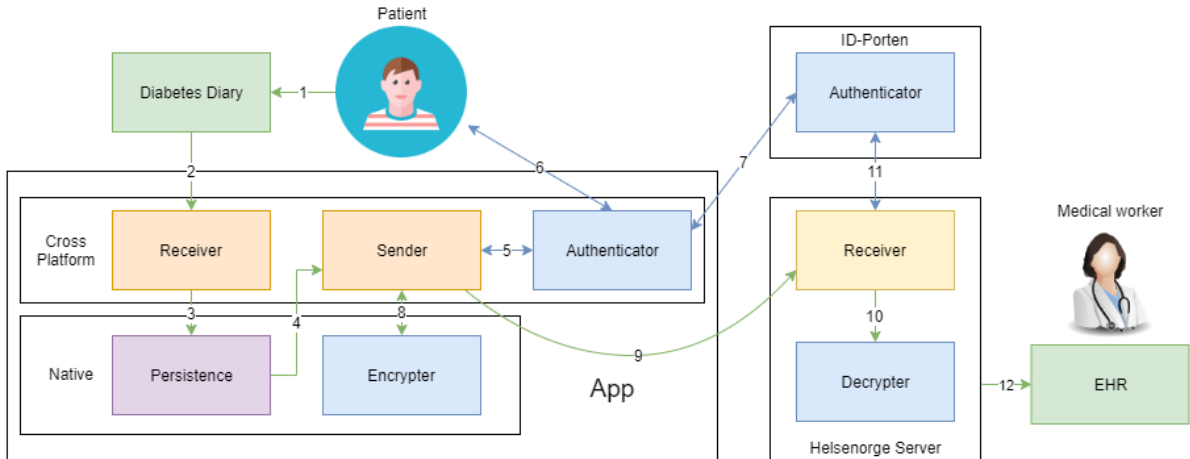 Patient
ID-Porten
Diabetes Diary
1
Authenticator
2
6
7
11
Medical worker
Cross
Platform
Receiver
Sender
5
Authenticator
Receiver
3
4
8
10
9
Native
Persistence
Encrypter
App
Decrypter
12
EHR
Helsenorge Server